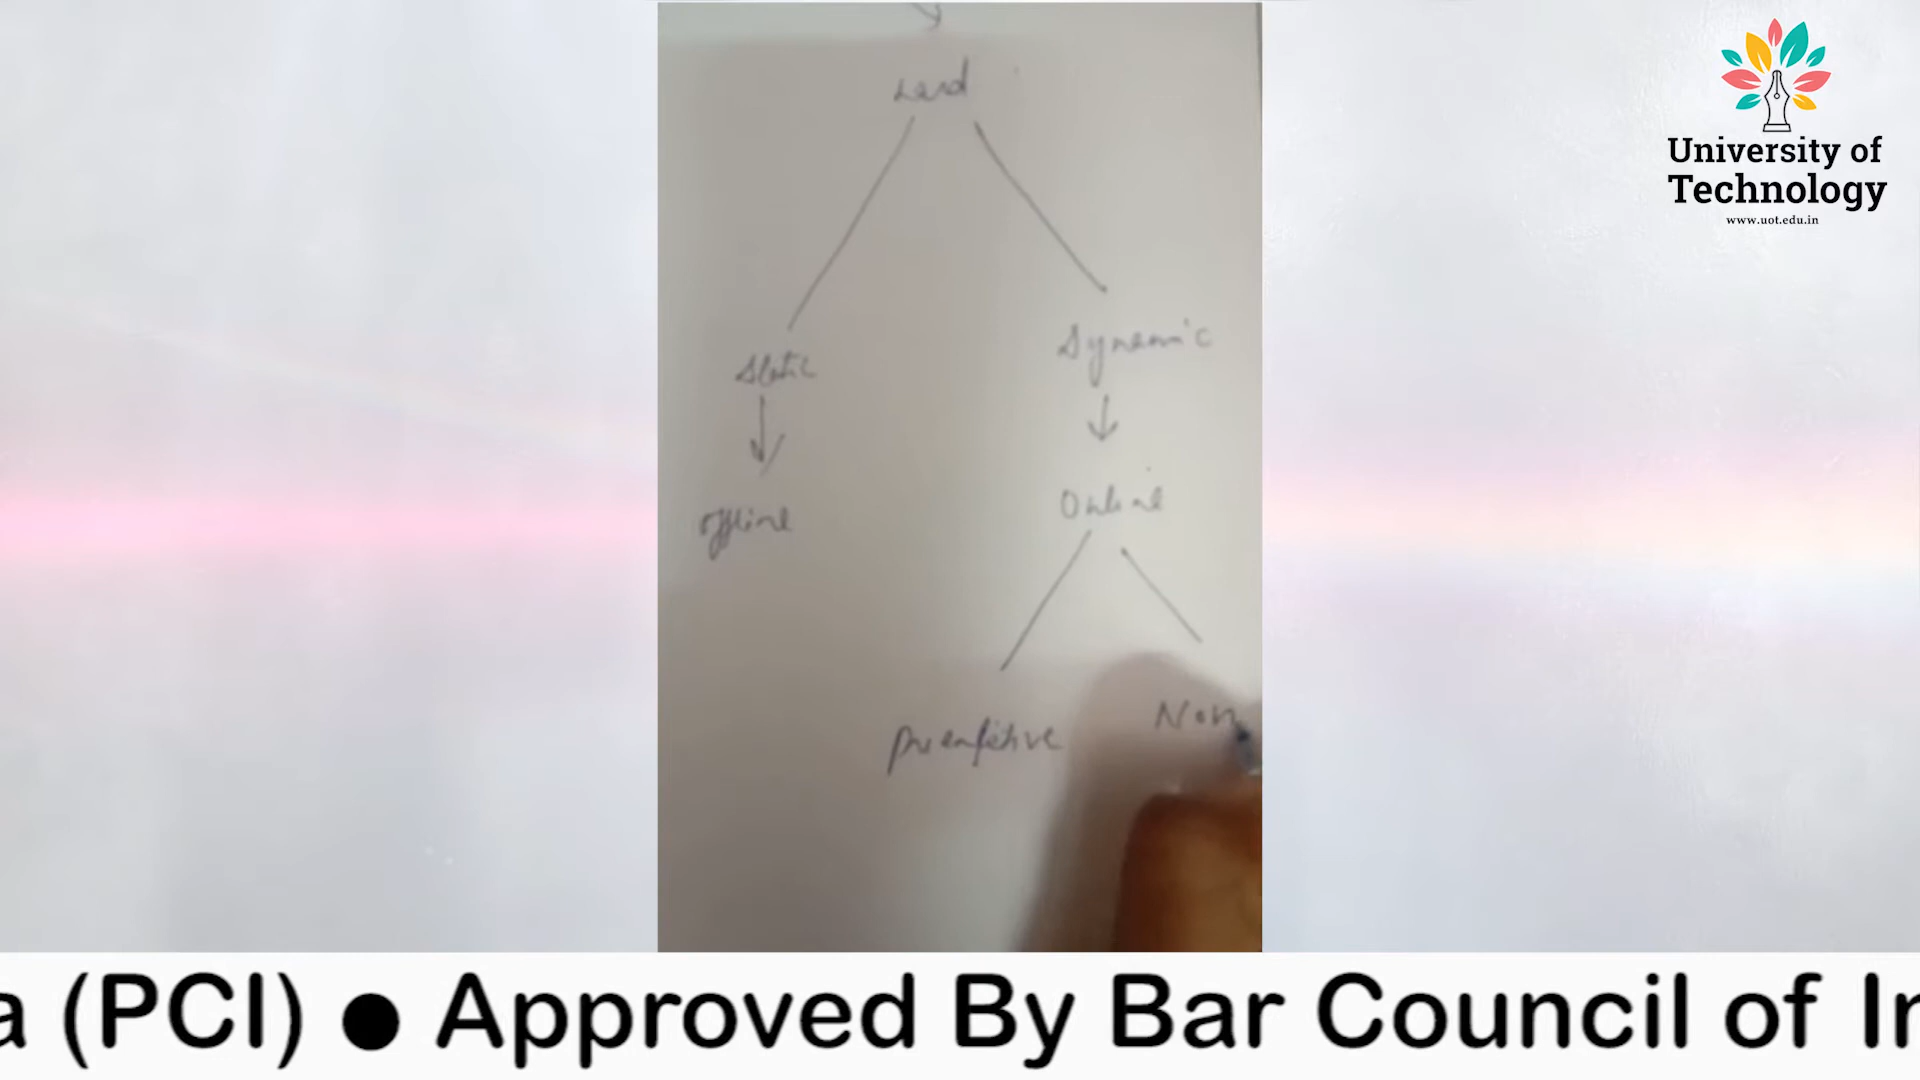 University of
Technology
www.uot.edu.in
Hard
Static
Dynamic
offline
Online
Preemptive
Non
a (PCI) ● Approved By Bar Council of In